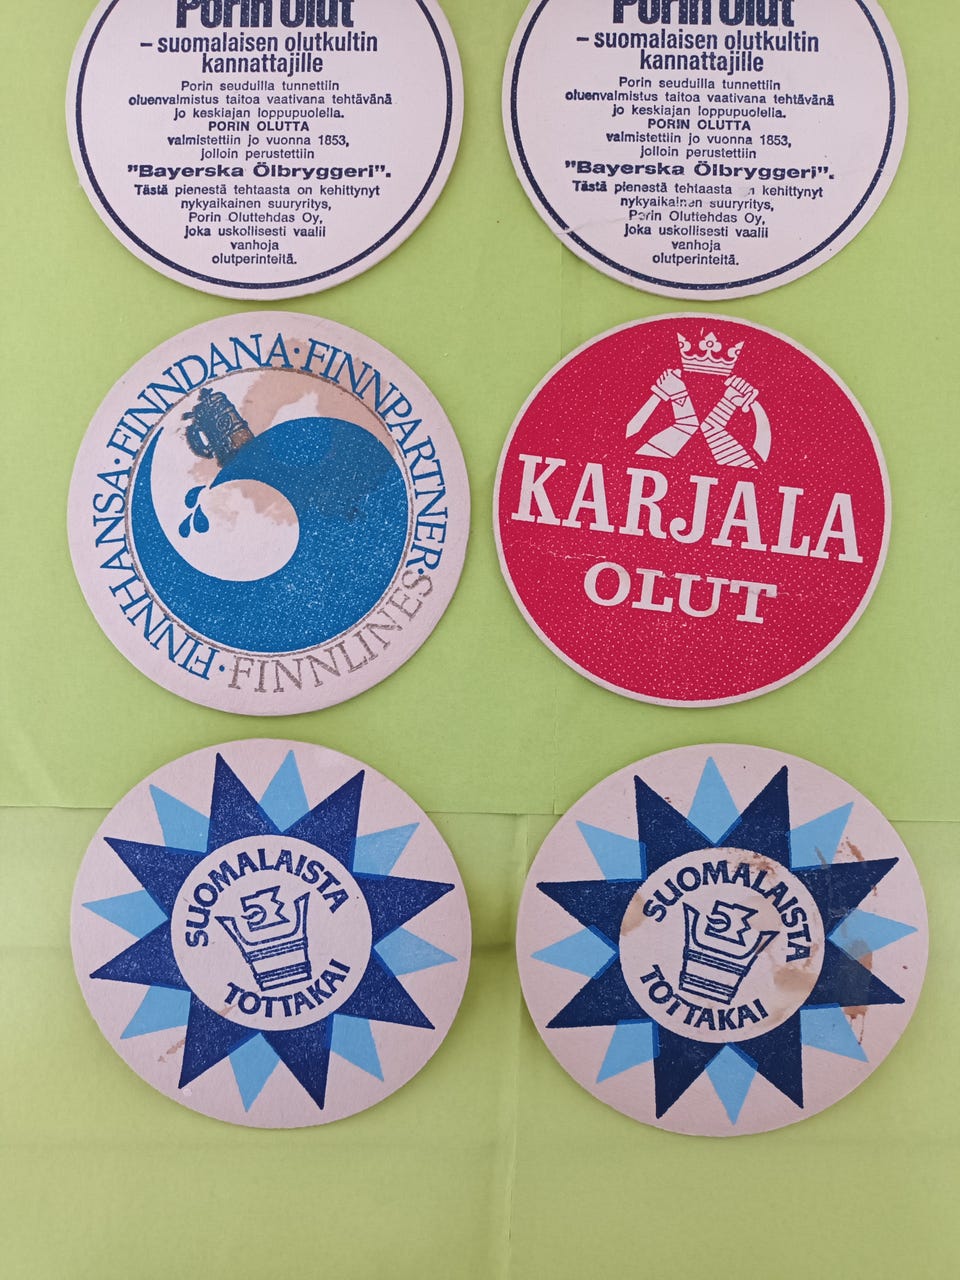 Porin Olut
– suomalaisen olutkultin
kannattajille
Porin seuduilla tunnettiin
oluenvalmistus taitoa vaativana tehtävänä
jo keskiajan loppupuolella.
PORIN OLUTTA
valmistettiin jo vuonna 1853,
jolloin perustettiin
"Bayerska Ölbryggeri".
Tästä pienestä tehtaasta on kehittynyt
nykyaikainen suuryritys,
Porin Oluttehdas Oy,
joka uskollisesti vaalii
vanhoja
olutperinteitä.
Porin Olut
– suomalaisen olutkultin
kannattajille
Porin seuduilla tunnettiin
oluenvalmistus taitoa vaativana tehtävänä
jo keskiajan loppupuolella.
PORIN OLUTTA
valmistettiin jo vuonna 1853,
jolloin perustettiin
"Bayerska Ölbryggeri".
Tästä pienestä tehtaasta on kehittynyt
nykyaikainen suuryritys,
Porin Oluttehdas Oy,
joka uskollisesti vaalii
vanhoja
olutperinteitä.
FINNHANSA · FINNDANA · FINNPARTNER · FINNLINES ·
KARJALA
OLUT
SUOMALAISTA
TOTTAKAI
SUOMALAISTA
TOTTAKAI